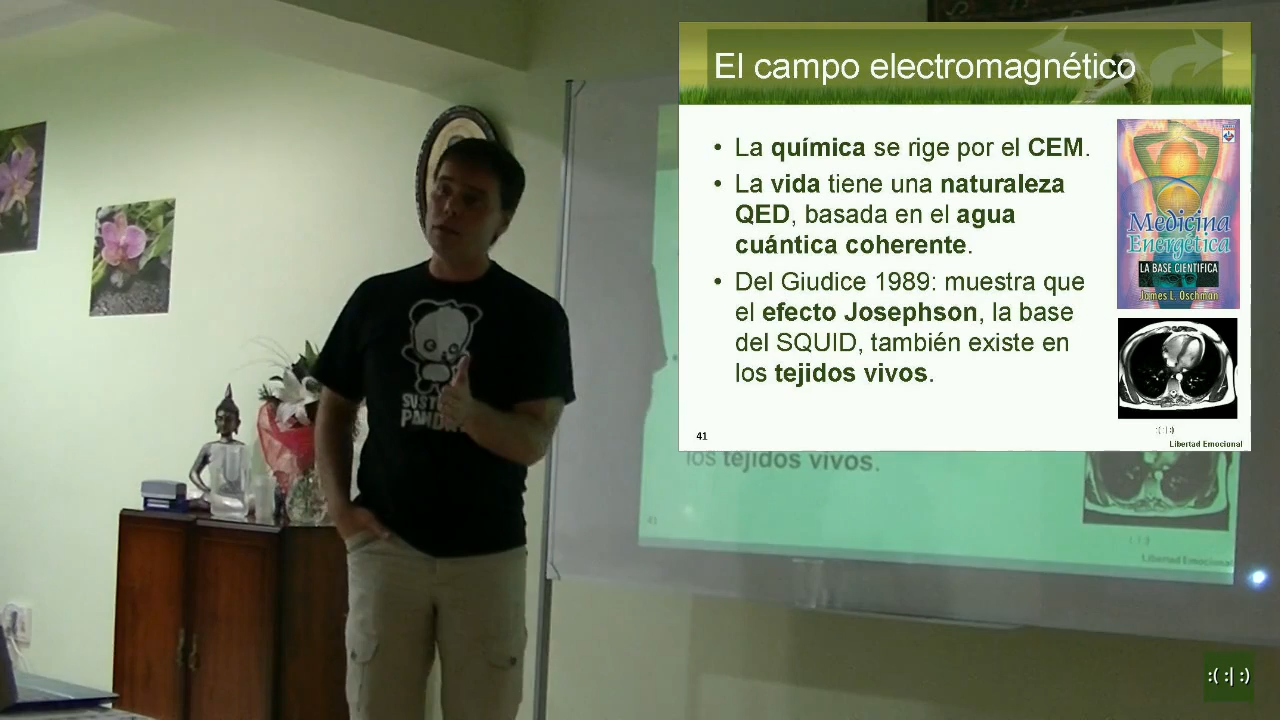 El campo electromagnético
• La química se rige por el CEM.
• La vida tiene una naturaleza
QED, basada en el agua
cuántica coherente.
• Del Giudice 1989: muestra que
el efecto Josephson, la base
del SQUID, también existe en
los tejidos vivos.
Medicina
Energética
LA BASE CIENTIFICA
James L. Oschman
41
:(:|:)
Libertad Emocional
los tejidos vivos.
41
Libertad Emocional
PANDA
:( :| :)